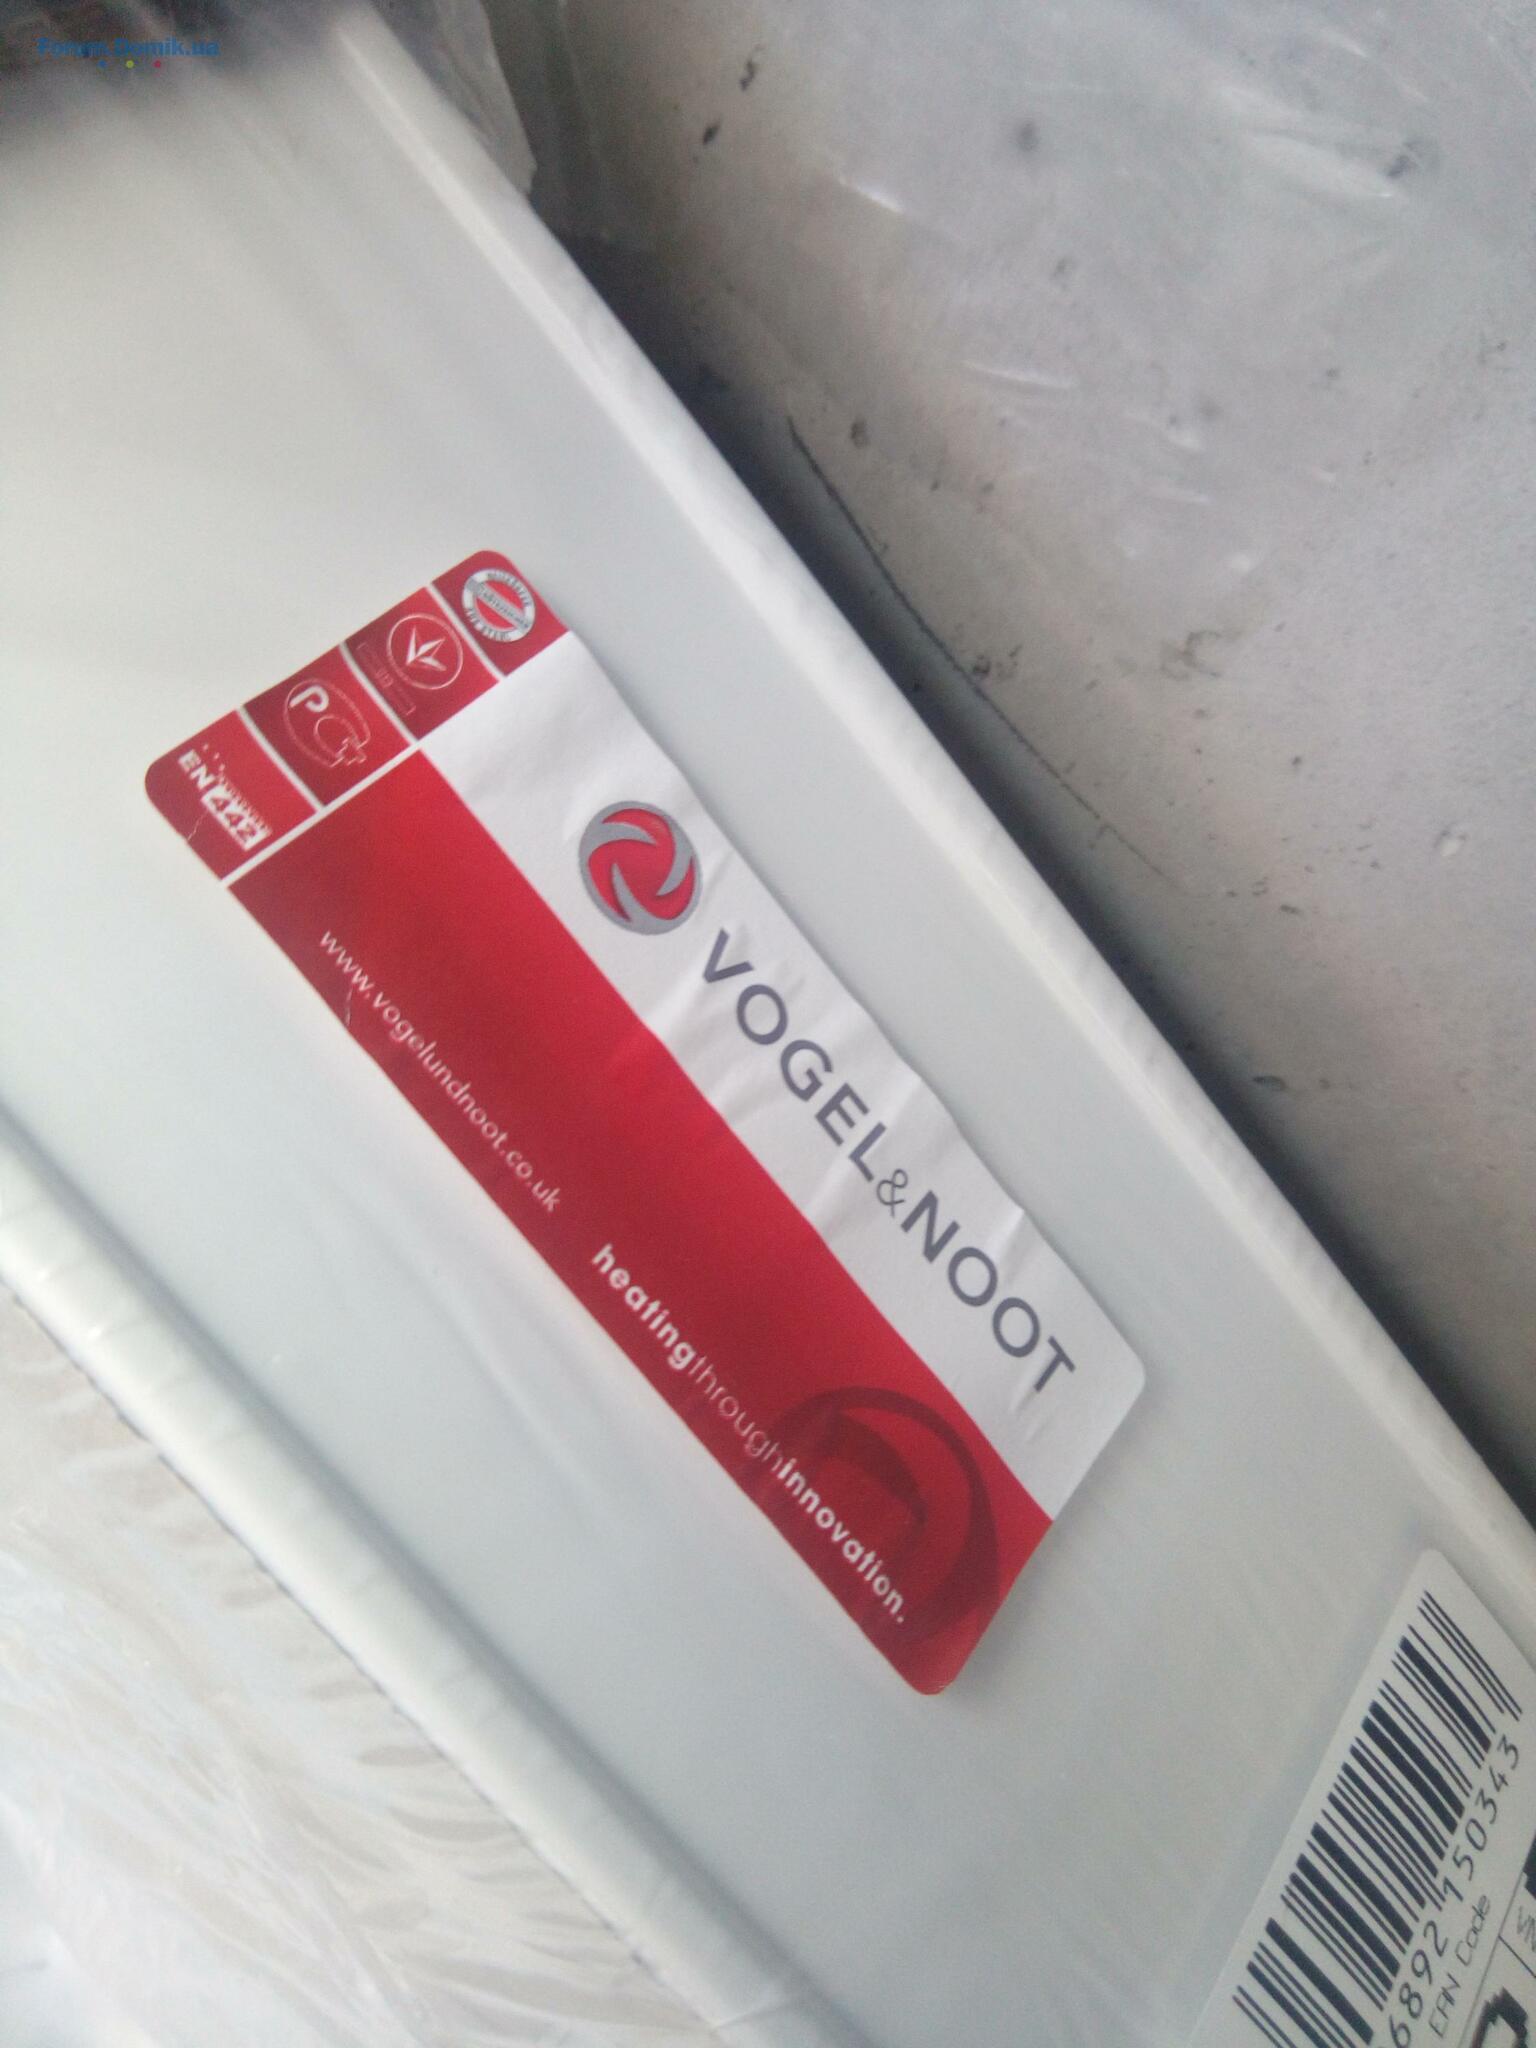 Forum.Domik.ua
EN 442
VOGEL&NOOT
www.vogelundnoot.co.uk
heatingthroughinnovation.
6892 150343
EAN Code